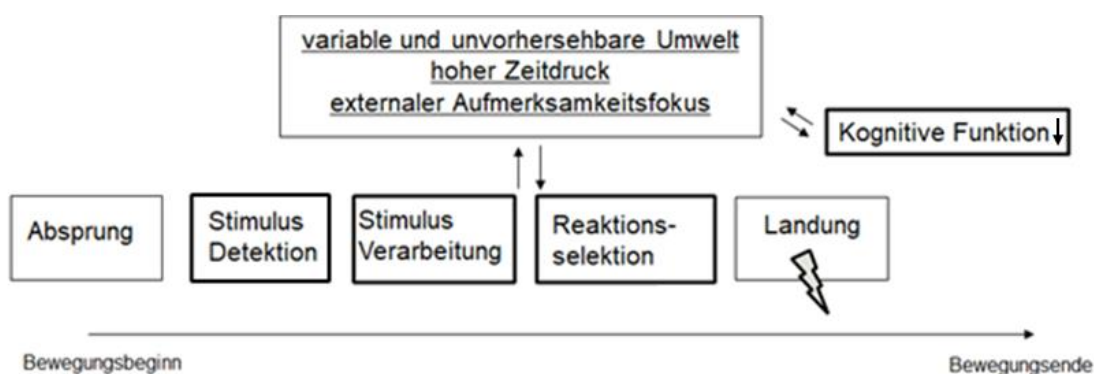 variable und unvorhersehbare Umwelt
hoher Zeitdruck
externaler Aufmerksamkeitsfokus
Kognitive Funktion↓
Absprung
Stimulus
Detektion
Stimulus
Verarbeitung
Reaktions-
selektion
Landung
Bewegungsbeginn
Bewegungsende